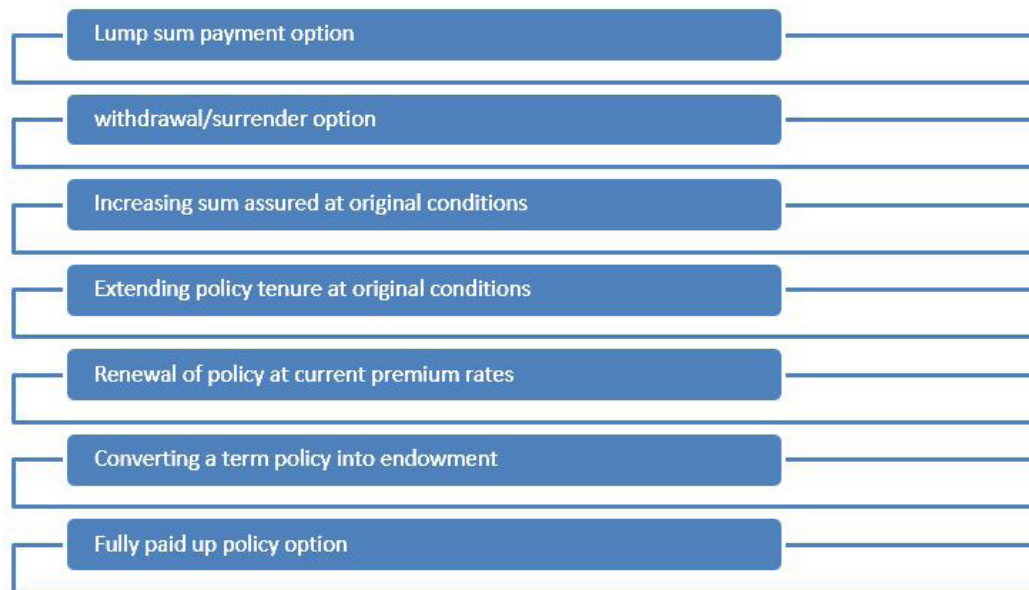 Lump sum payment option
withdrawal/surrender option
Increasing sum assured at original conditions
Extending policy tenure at original conditions
Renewal of policy at current premium rates
Converting a term policy into endowment
Fully paid up policy option